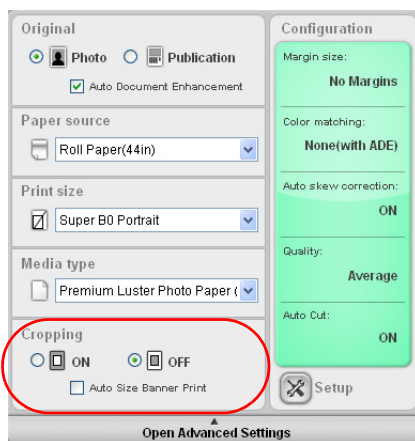 Original
Photo
Publication
Auto Document Enhancement
Paper source
Roll Paper(44in)
Print size
Super B0 Portrait
Media type
Premium Luster Photo Paper (
Cropping
ON
OFF
Auto Size Banner Print
Configuration
Margin size:
No Margins
Color matching:
None(with ADE)
Auto skew correction:
ON
Quality:
Average
Auto Cut:
ON
Setup
Open Advanced Settings